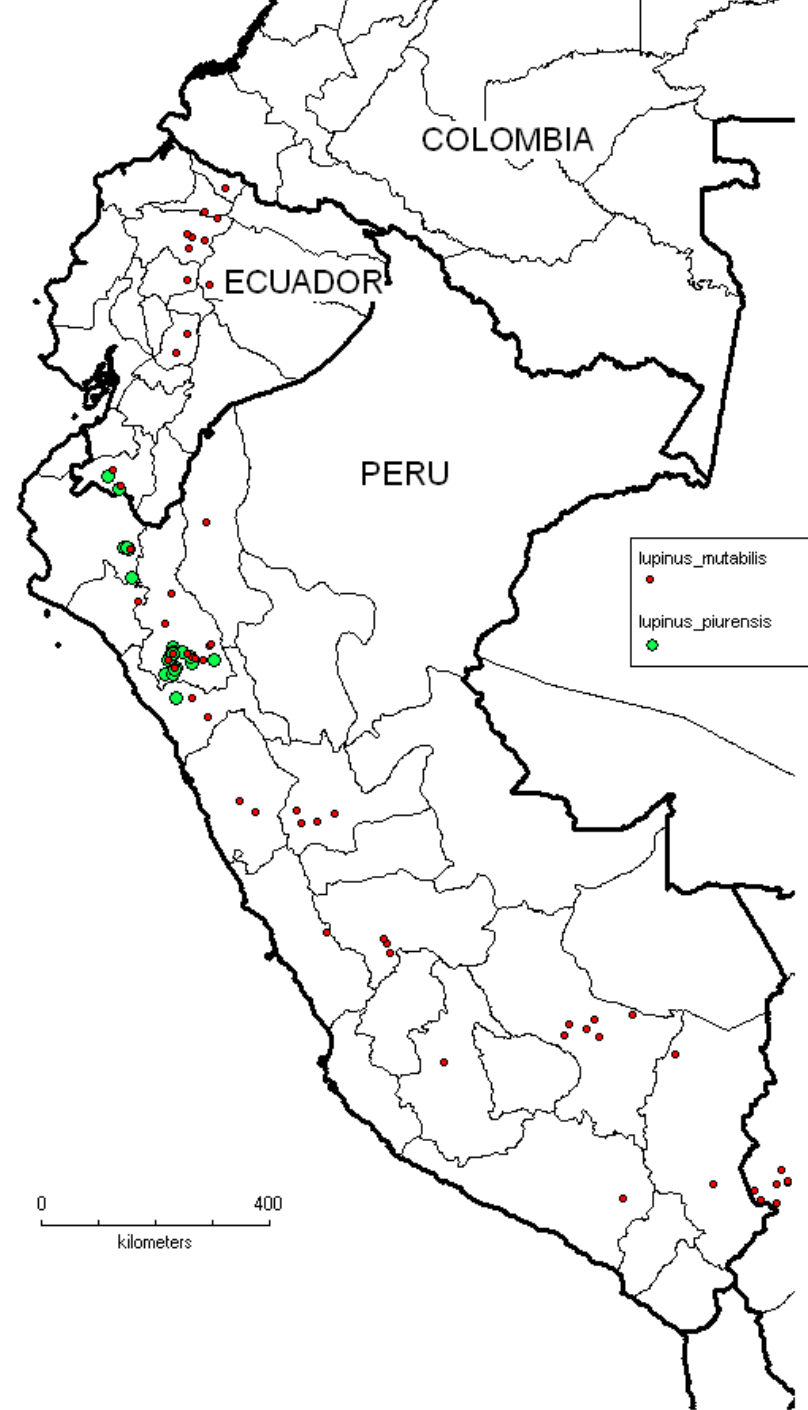 COLOMBIA
ECUADOR
PERU
lupinus_mutabilis
lupinus_piurensis
0 400
kilometers